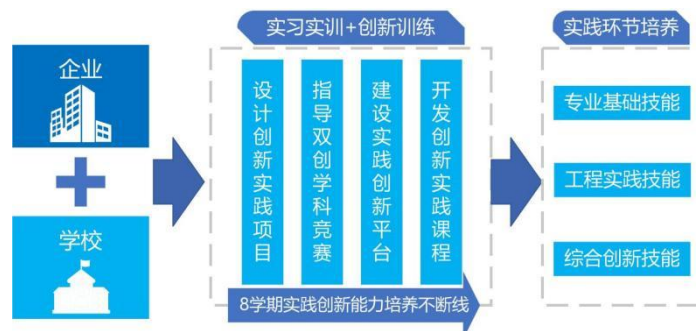 企业
学校
实习实训+创新训练
设计创新实践项目
指导双创学科竞赛
建设实践创新平台
开发创新实践课程
8学期实践创新能力培养不断线
实践环节培养
专业基础技能
工程实践技能
综合创新技能